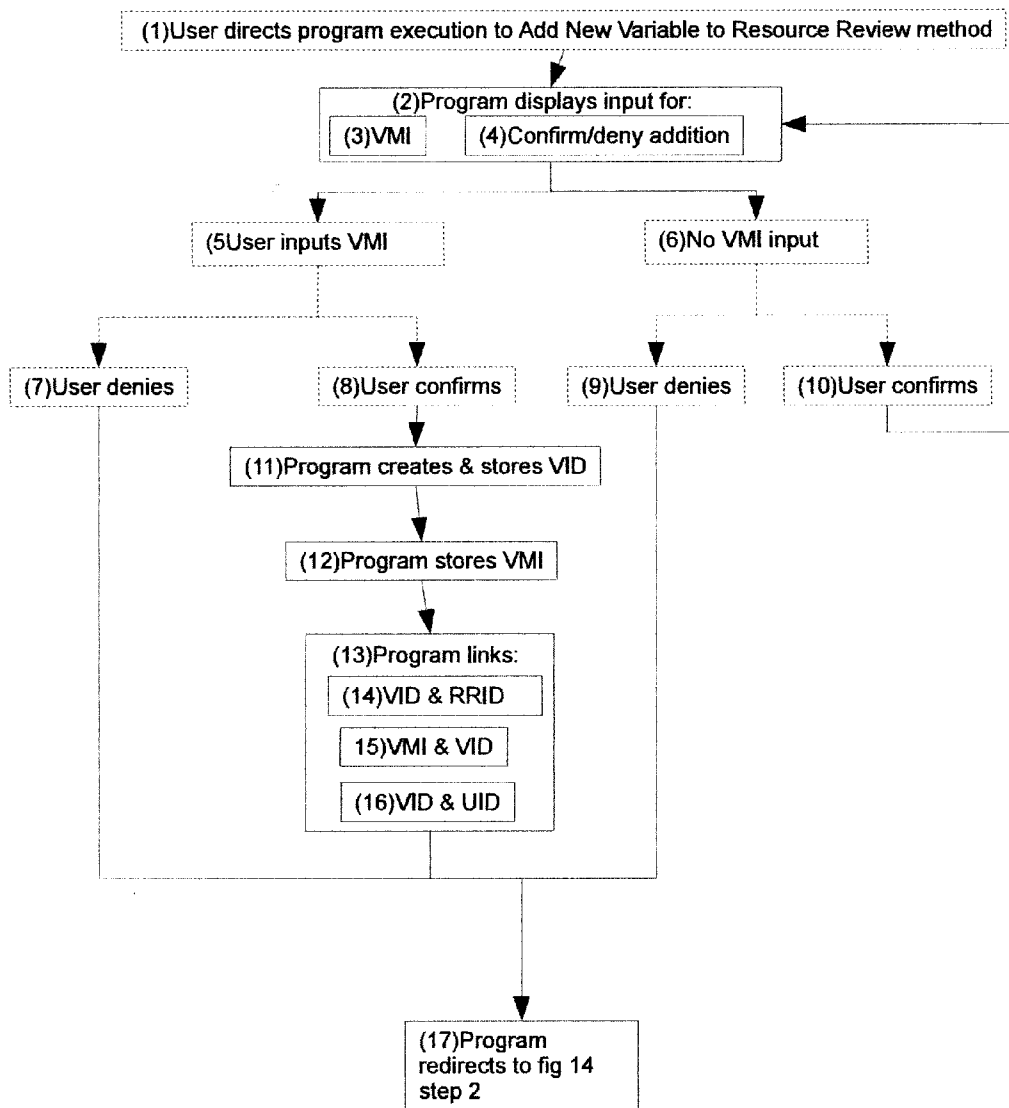 (1)User directs program execution to Add New Variable to Resource Review method
(2)Program displays input for:
(3)VMI
(4)Confirm/deny addition
(5User inputs VMI
(6)No VMI input
(7)User denies
(8)User confirms
(9)User denies
(10)User confirms
(11)Program creates & stores VID
(12)Program stores VMI
(13)Program links:
(14)VID & RRID
15)VMI & VID
(16)VID & UID
(17)Program
redirects to fig 14
step 2